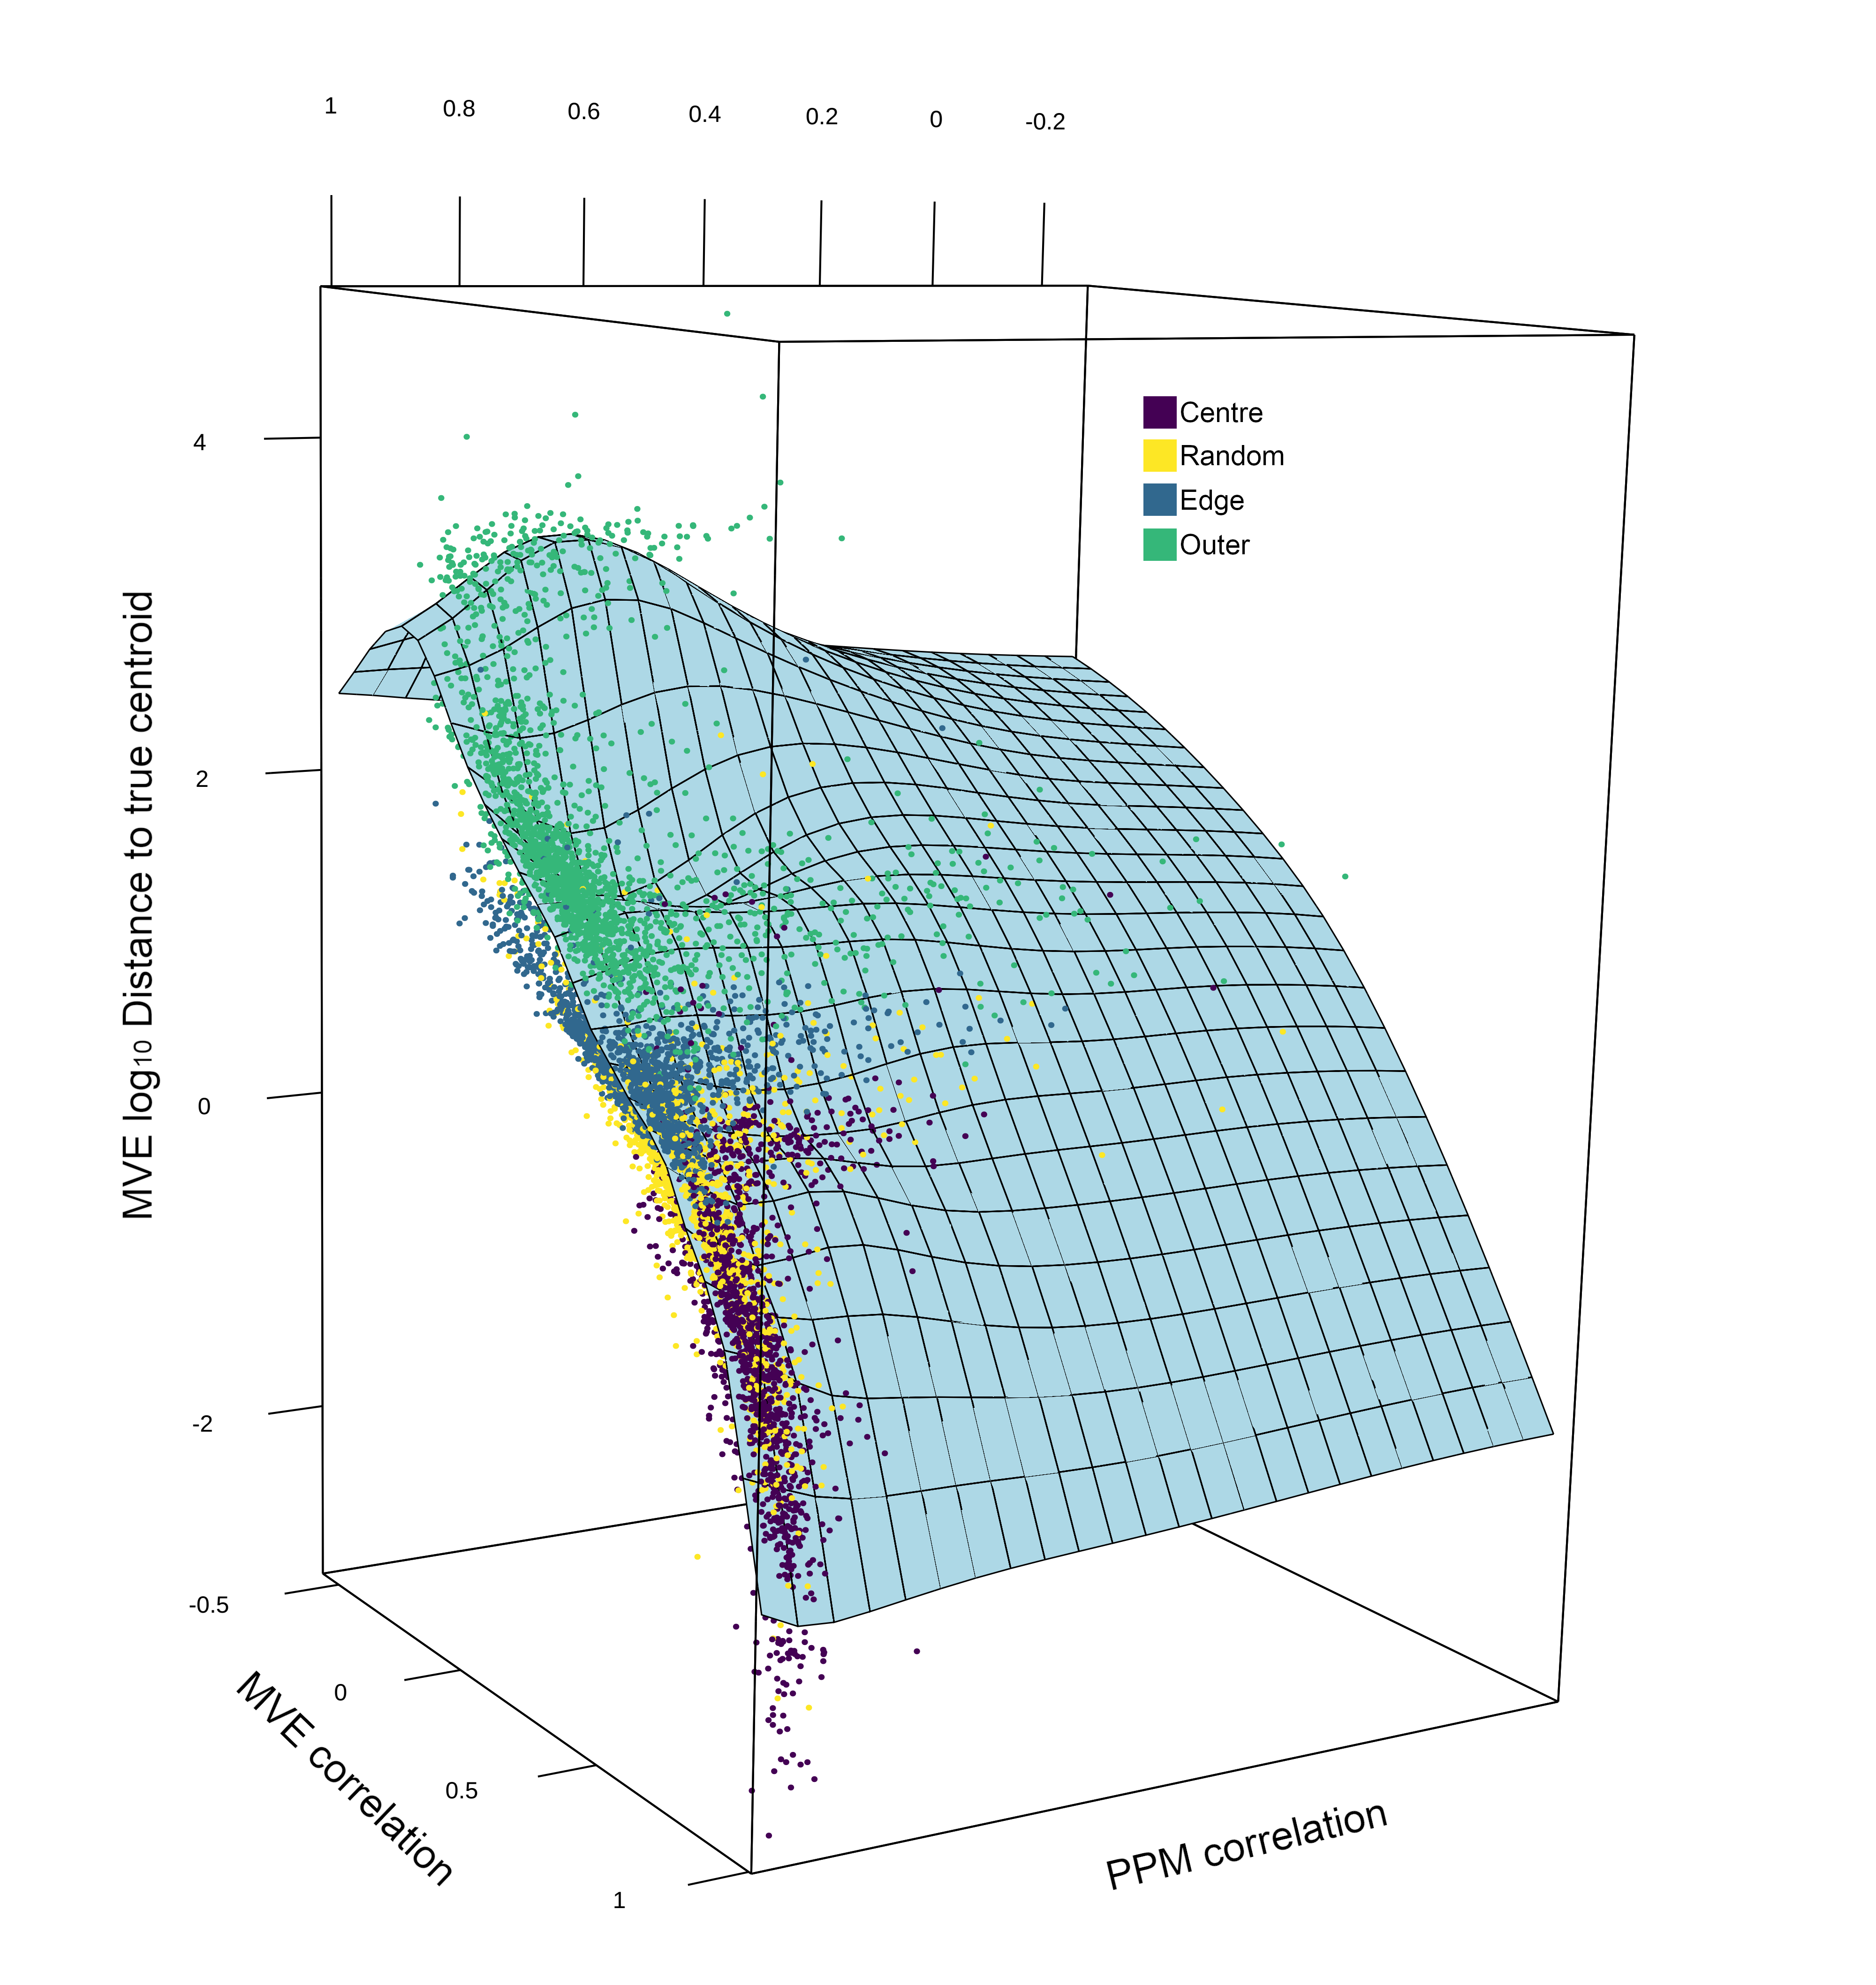 1 0.8 0.6 0.4 0.2 0 -0.2
Centre
Random
Edge
Outer
MVE log10 Distance to true centroid
4
2
0
-2
-0.5
0
0.5
1
MVE correlation
PPM correlation